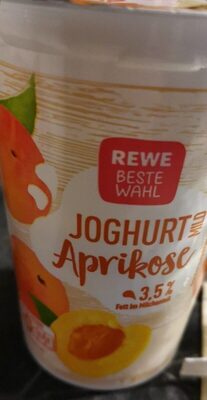 REWE
BESTE
WAHL
JOGHURT
MILD
Aprikose
3,5 %
Fett im Milchanteil